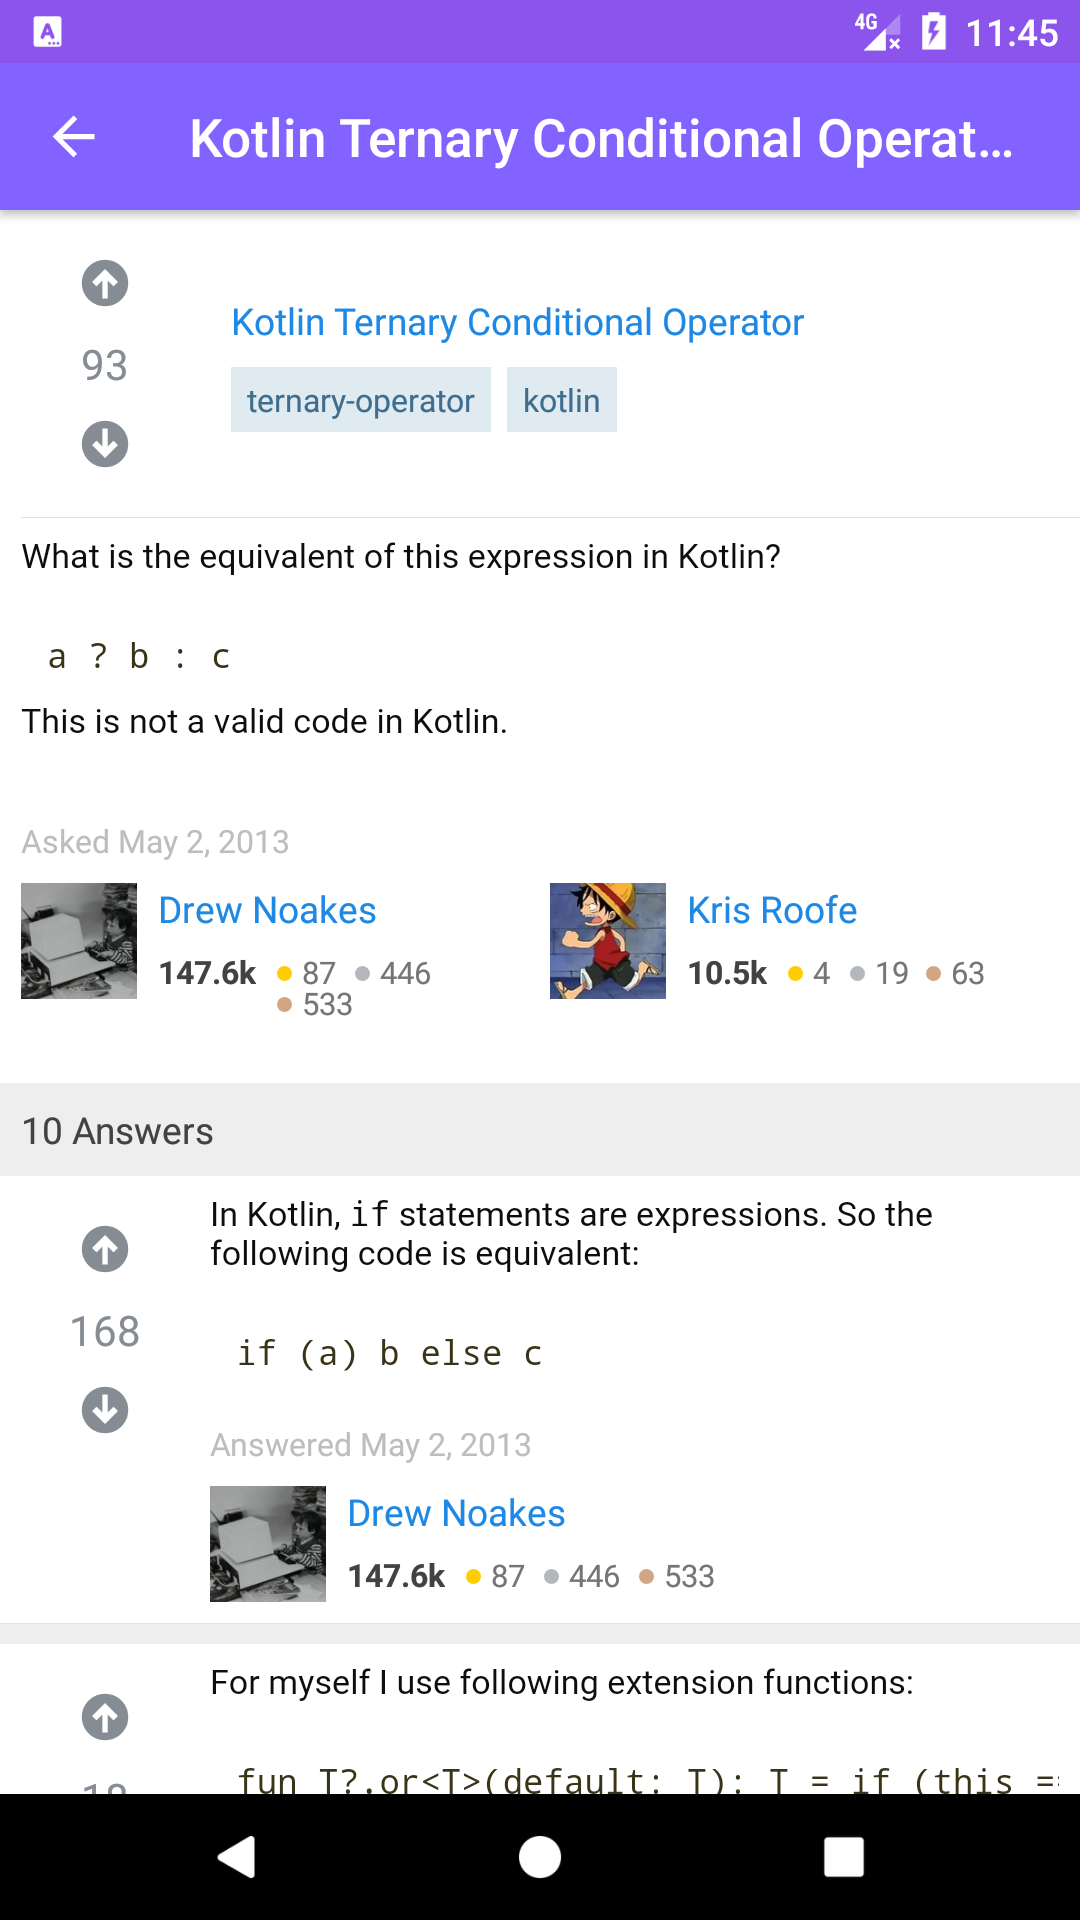 4G 11:45
Kotlin Ternary Conditional Operat...
93
Kotlin Ternary Conditional Operator
ternary-operator kotlin
What is the equivalent of this expression in Kotlin?
a ? b : c
This is not a valid code in Kotlin.
Asked May 2, 2013
Drew Noakes
147.6k 87 446
533
Kris Roofe
10.5k 4 19 63
10 Answers
In Kotlin, if statements are expressions. So the
following code is equivalent:
168
if (a) b else c
Answered May 2, 2013
Drew Noakes
147.6k 87 446 533
For myself I use following extension functions:
fun T?.or<T>(default: T): T = if (this =